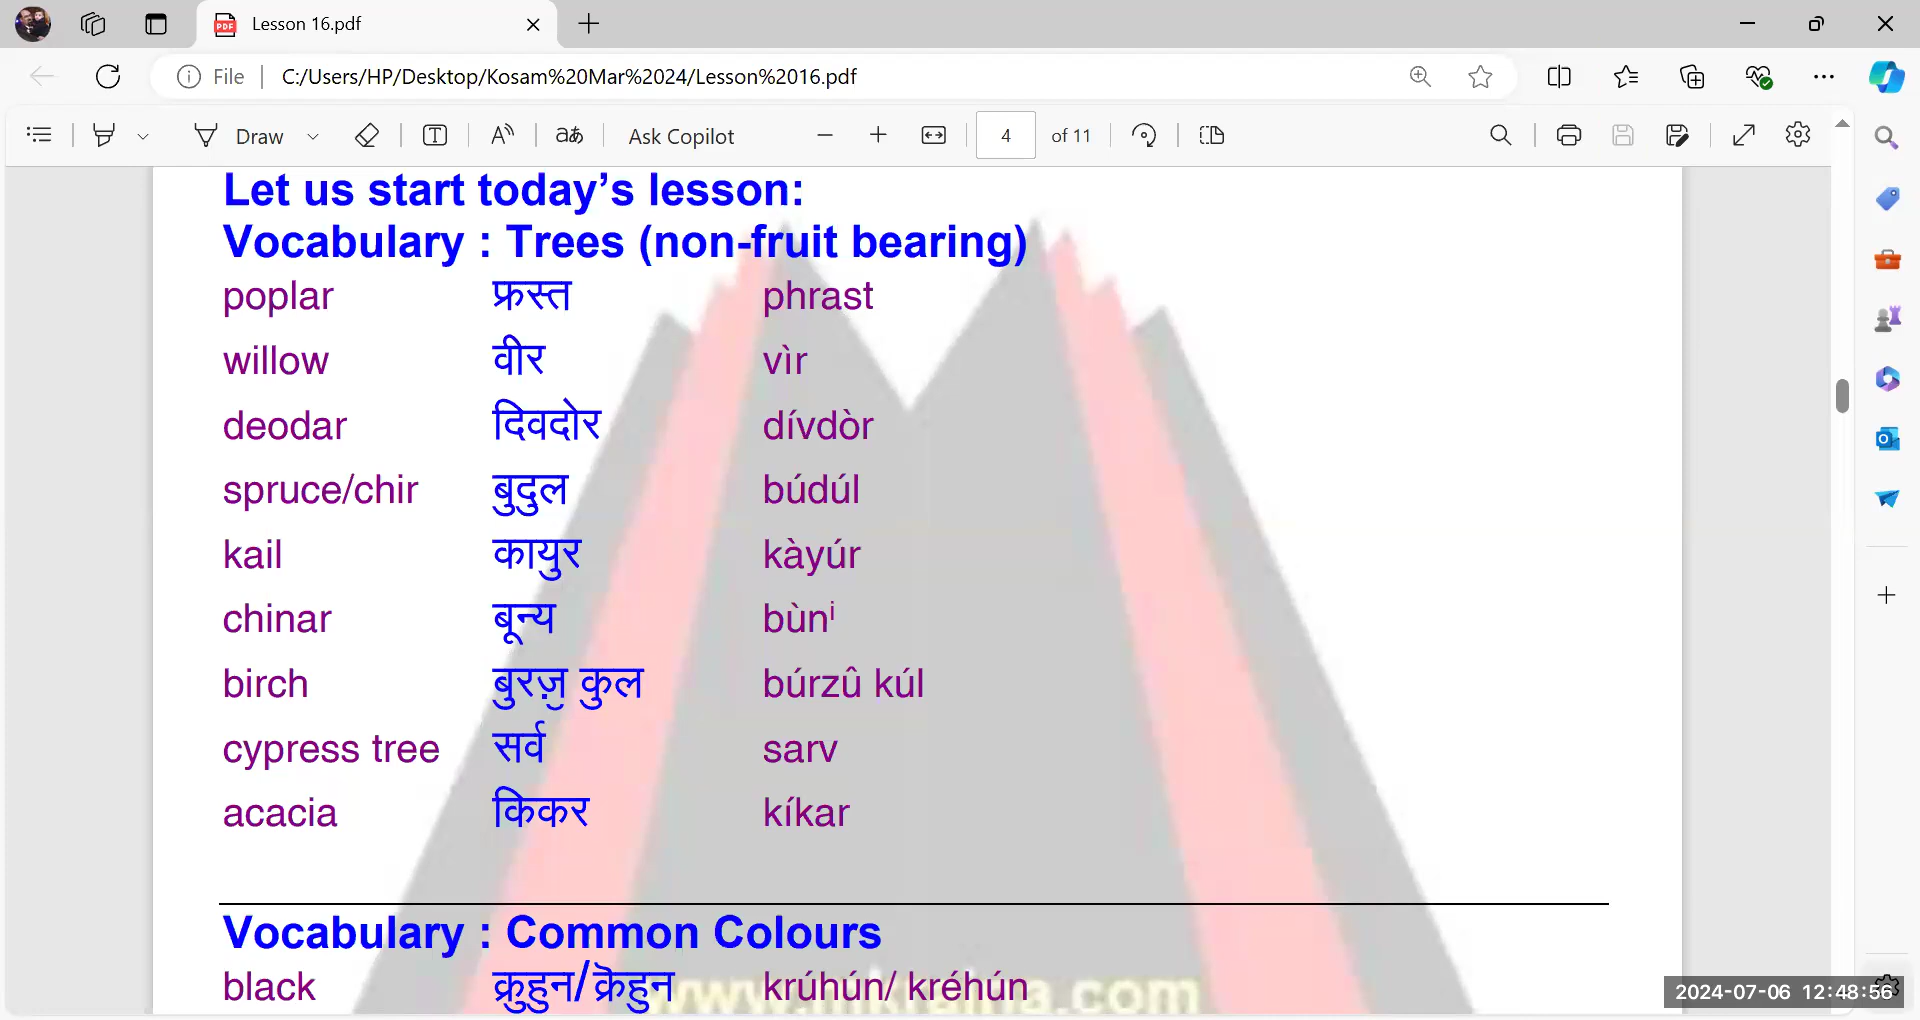 Lesson 16.pdf
File C:/Users/HP/Desktop/Kosam%20Mar%2024/Lesson%2016.pdf
Draw aあ Ask Copilot 4 of 11
Let us start today’s lesson:
Vocabulary : Trees (non-fruit bearing)
poplar फ्रस्त phrast
willow वीर vìr
deodar दिवदोर dívdòr
spruce/chir बुदुल búdúl
kail कायुर kàyúr
chinar बून्य bùnⁱ
birch बुरज़ॖ कुल búrzû kúl
cypress tree सर्व sarv
acacia किकर kíkar
Vocabulary : Common Colours
black क्रुहुन/क्रॆहुन krúhún/ kréhún
2024-07-06 12:48:56